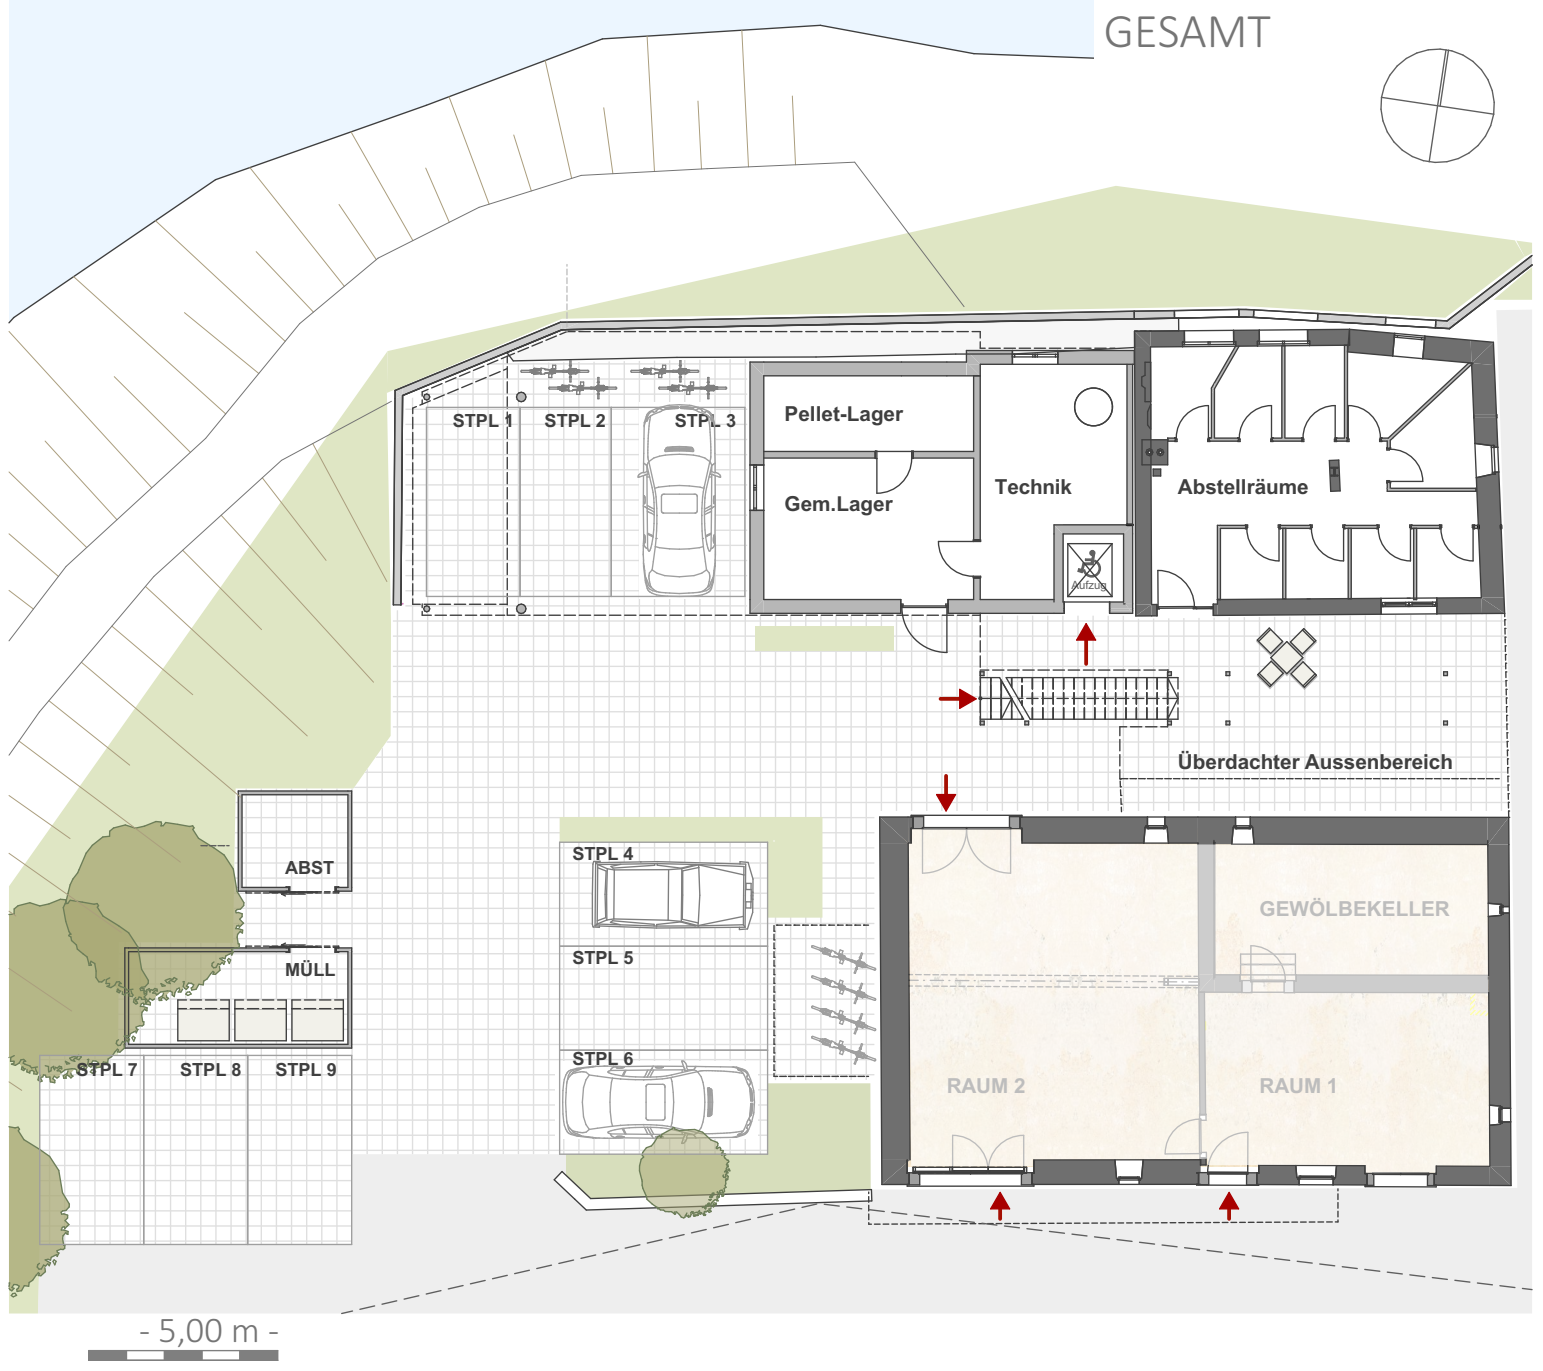 GESAMT
STPL 1
STPL 2
STPL 3
Pellet-Lager
Gem.Lager
Technik
Abstellräume
Aufzug
Überdachter Aussenbereich
ABST
MÜLL
STPL 4
STPL 5
STPL 6
GEWÖLBEKELLER
STPL 7
STPL 8
STPL 9
RAUM 2
RAUM 1
- 5,00 m -